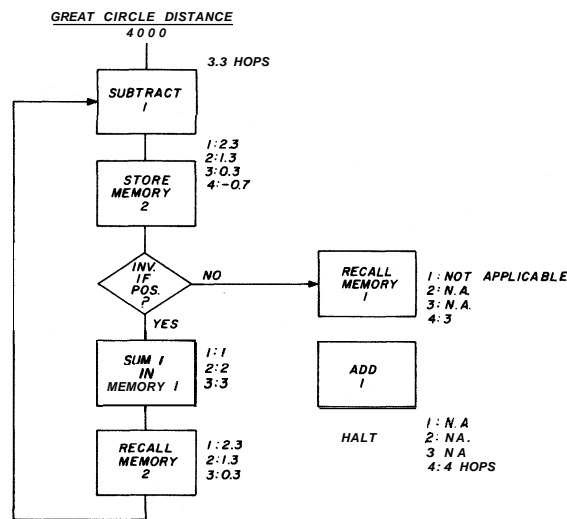 GREAT CIRCLE DISTANCE
4000
3.3 HOPS
SUBTRACT
1
1:2.3
2:1.3
3:0.3
4:-0.7
STORE
MEMORY
2
INV.
IF
POS.
?
NO
YES
RECALL
MEMORY
1
1: NOT APPLICABLE
2: N.A.
3: N.A.
4: 3
SUM 1
IN
MEMORY 1
1:1
2:2
3:3
ADD
1
HALT
1: N.A
2: NA.
3 NA
4: 4 HOPS
RECALL
MEMORY
2
1:2.3
2:1.3
3:0.3